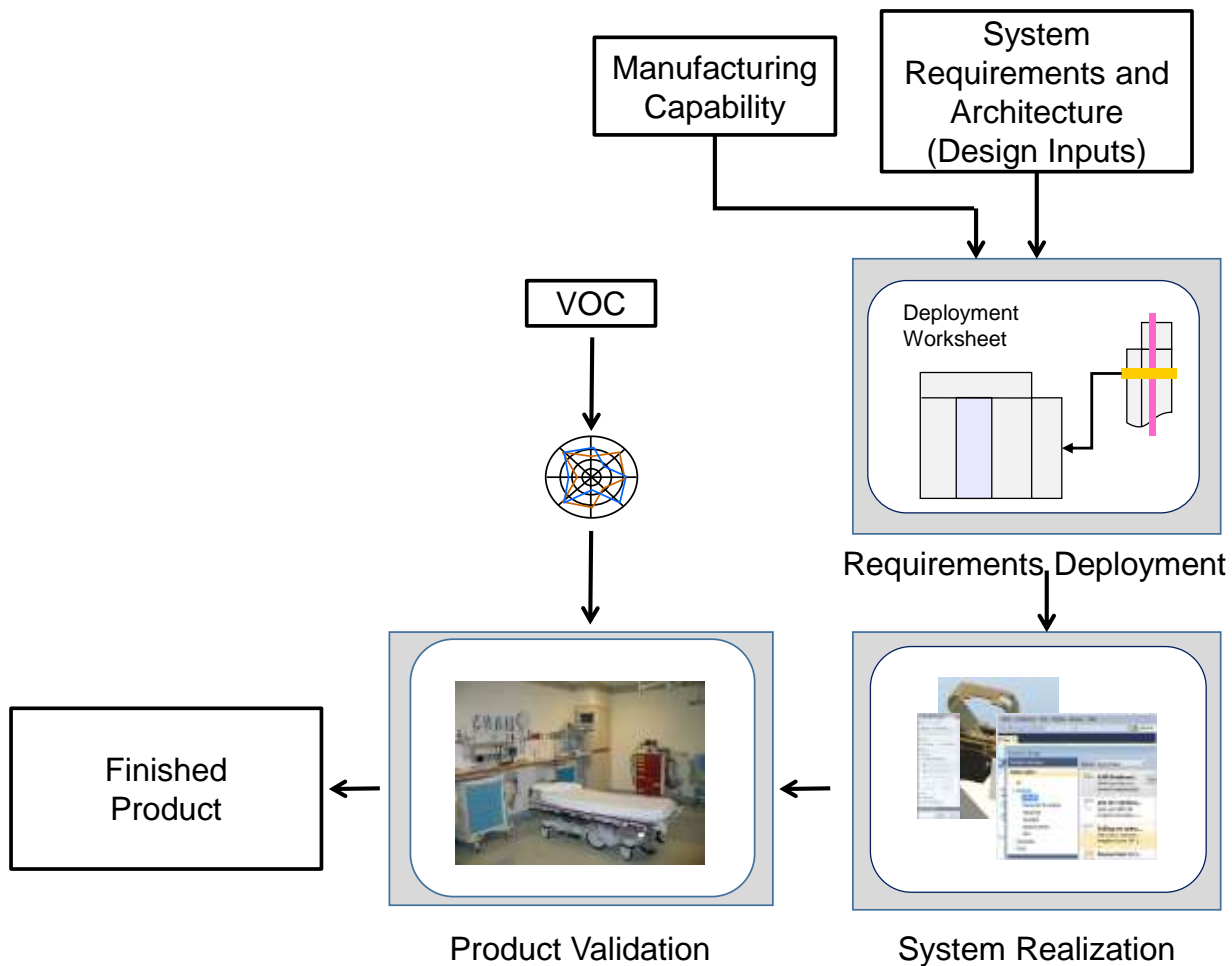 Manufacturing
Capability
System
Requirements and
Architecture
(Design Inputs)
VOC
Deployment
Worksheet
Requirements Deployment
Finished
Product
Product Validation
System Realization